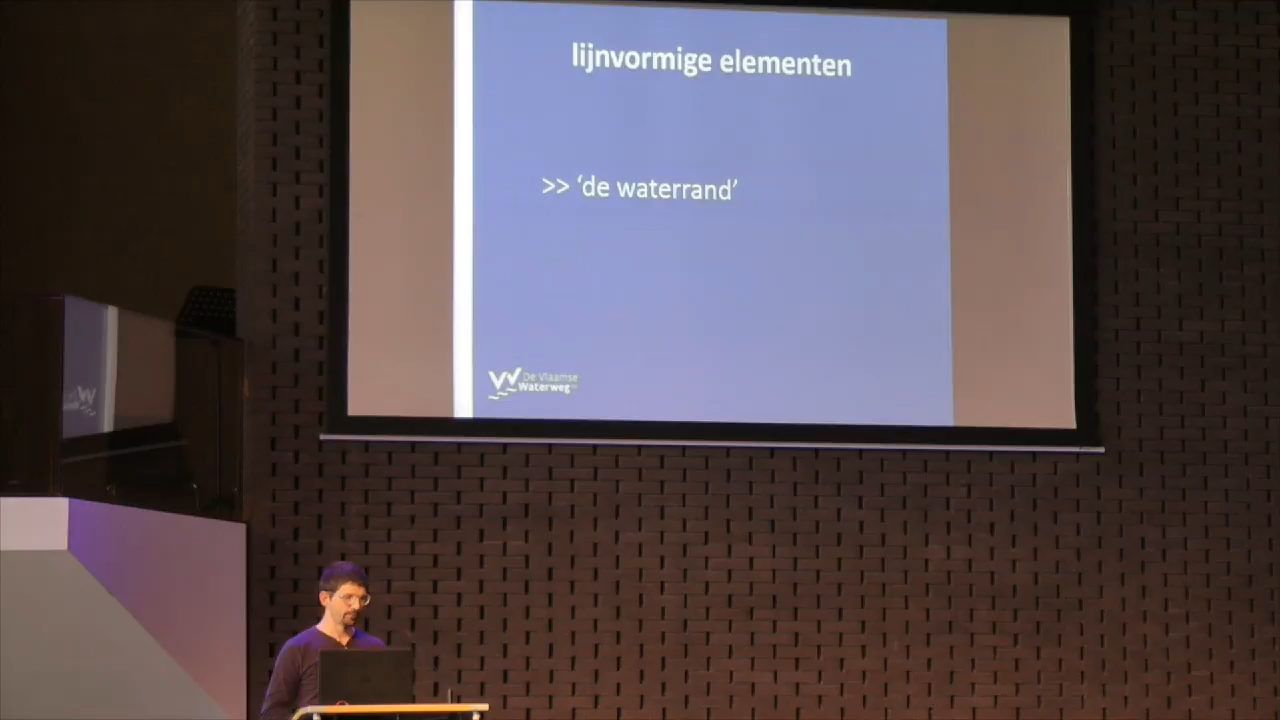 lijnvormige elementen
>> ‘de waterrand’
De Vlaamse
Waterweg